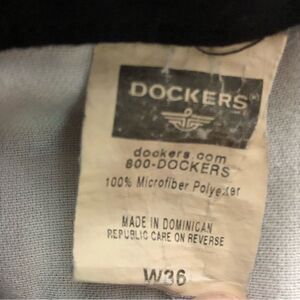 DOCKERS®
dockers.com
800-DOCKERS
100% Microfiber Polyester
MADE IN DOMINICAN
REPUBLIC CARE ON REVERSE
W36